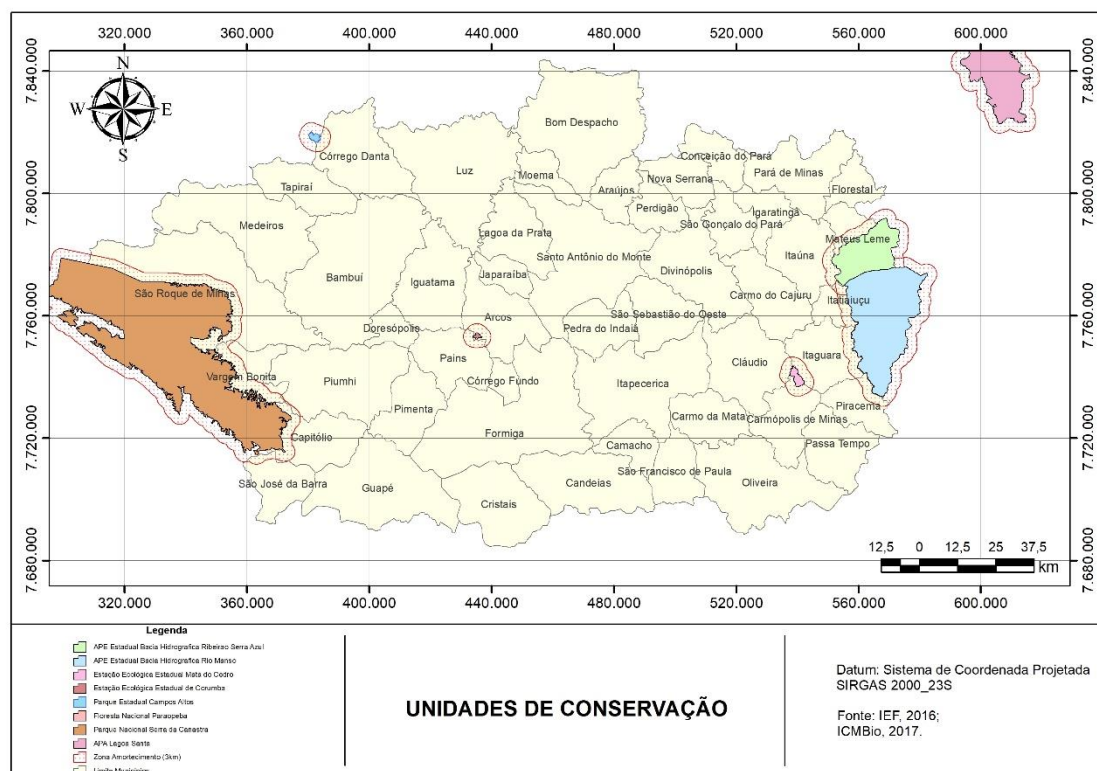 320.000 360.000 400.000 440.000 480.000 520.000 560.000 600.000
7.840.000 7.840.000
N
W E
S
Bom Despacho
Córrego Danta
Luz
Conceição do Pará
Moema
Nova Serrana
Pará de Minas
Tapiraí
Araújos
Florestal
Perdigão
Igaratingá
7.800.000 7.800.000
Medeiros
São Gonçalo do Pará
Lagoa da Prata
Mateus Leme
Santo Antônio do Monte
Itaúna
Bambuí
Iguatama
Japaraíba
Divinópolis
São Roque de Minas
Carmo do Cajuru
Itatiaiuçu
7.760.000 7.760.000
Arcos
São Sebastião do Oeste
Doresópolis
Pedra do Indaiá
Pains
Cláudio
Itaguara
Vargem Bonita
Piumhi
Córrego Fundo
Itapecerica
Pimenta
Piracema
Carmo da Mata
Carmópolis de Minas
Formiga
7.720.000 7.720.000
Capitólio
Camacho
Passa Tempo
São Francisco de Paula
São José da Barra
Guapé
Candeias
Oliveira
Cristais
12,5 0 12,5 25 37,5
km
7.680.000 7.680.000
320.000 360.000 400.000 440.000 480.000 520.000 560.000 600.000
Legenda
APE Estadual Bacia Hidrografica Ribeirao Serra Azul
APE Estadual Bacia Hidrografica Rio Manso
Estação Ecológica Estadual Mata do Cedro
Estação Ecológica Estadual de Corumba
Parque Estadual Campos Altos
Floresta Nacional Paraopeba
Parque Nacional Serra da Canastra
APA Lagoa Santa
Zona Amortecimento (3km)
UNIDADES DE CONSERVAÇÃO
Datum: Sistema de Coordenada Projetada
SIRGAS 2000_23S
Fonte: IEF, 2016;
ICMBio, 2017.